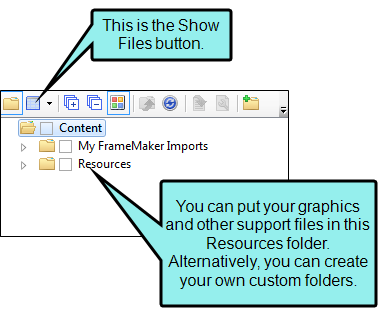 This is the Show
Files button.
Content
My FrameMaker Imports
Resources
You can put your graphics
and other support files in this
Resources folder.
Alternatively, you can create
your own custom folders.